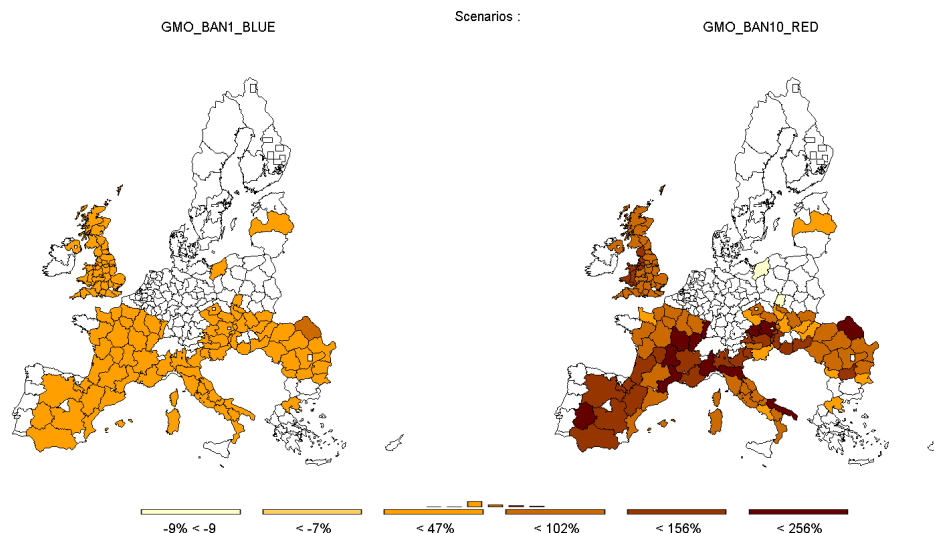 Scenarios :
GMO_BAN1_BLUE
GMO_BAN10_RED
-9% < -9
< -7%
< 47%
< 102%
< 156%
< 256%